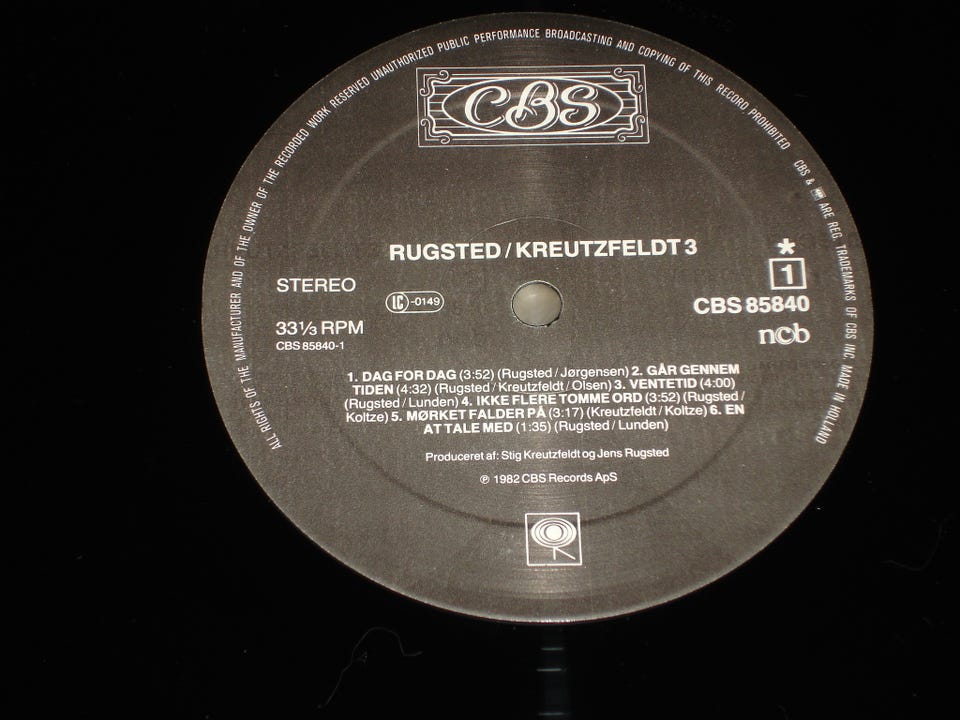 ALL RIGHTS OF THE MANUFACTURER AND OF THE OWNER OF THE RECORDED WORK RESERVED UNAUTHORIZED PUBLIC PERFORMANCE BROADCASTING AND COPYING OF THIS RECORD PROHIBITED
CBS & ARE REG. TRADEMARKS OF CBS INC. MADE IN HOLLAND
CBS
RUGSTED / KREUTZFELDT 3
STEREO
LC -0149
33⅓ RPM
CBS 85840-1
*
1
CBS 85840
ncb
1. DAG FOR DAG (3:52) (Rugsted / Jørgensen) 2. GÅR GENNEM
TIDEN (4:32) (Rugsted / Kreutzfeldt / Olsen) 3. VENTETID (4:00)
(Rugsted / Lunden) 4. IKKE FLERE TOMME ORD (3:52) (Rugsted /
Koltze) 5. MØRKET FALDER PÅ (3:17) (Kreutzfeldt / Koltze) 6. EN
AT TALE MED (1:35) (Rugsted / Lunden)
Produceret af: Stig Kreutzfeldt og Jens Rugsted
℗ 1982 CBS Records ApS